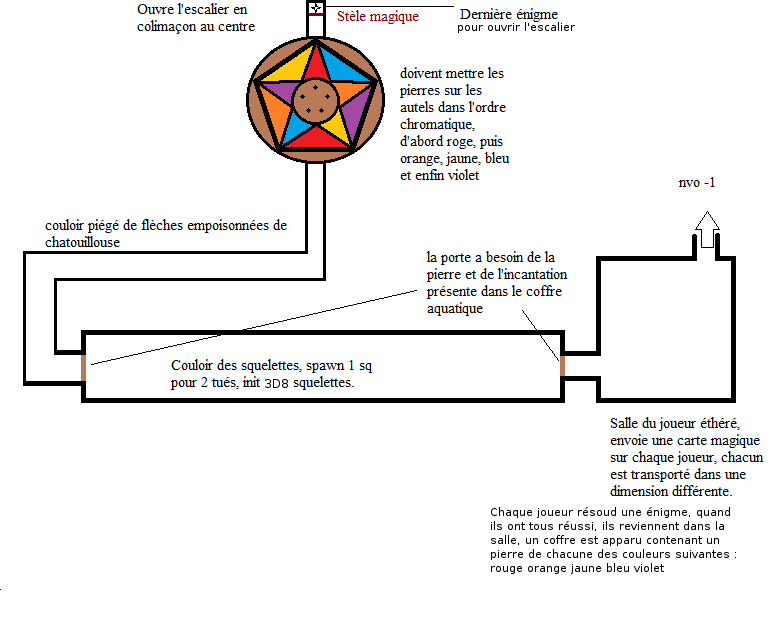 Ouvre l'escalier en
colimaçon au centre
Stèle magique
Dernière énigme
pour ouvrir l'escalier
doivent mettre les
pierres sur les
autels dans l'ordre
chromatique,
d'abord roge, puis
orange, jaune, bleu
et enfin violet
nvo -1
couloir piégé de flèches empoisonnées de
chatouillouse
la porte a besoin de la
pierre et de l'incantation
présente dans le coffre
aquatique
Couloir des squelettes, spawn 1 sq
pour 2 tués, init 3D8 squelettes.
Salle du joueur éthéré,
envoie une carte magique
sur chaque joueur, chacun
est transporté dans une
dimension différente.
Chaque joueur résoud une énigme, quand
ils ont tous réussi, ils reviennent dans la
salle, un coffre est apparu contenant un
pierre de chacune des couleurs suivantes :
rouge orange jaune bleu violet